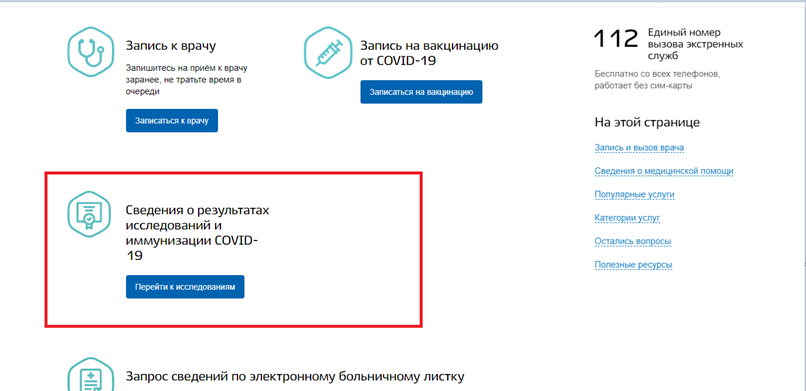 Запись к врачу
Запишитесь на приём к врачу
заранее, не тратьте время в
очереди
Записаться к врачу
Запись на вакцинацию
от COVID-19
Записаться на вакцинацию
Сведения о результатах
исследований и
иммунизации COVID-
19
Перейти к исследованиям
Запрос сведений по электронному больничному листку
112
Единый номер
вызова экстренных
служб
Бесплатно со всех телефонов,
работает без сим-карты
На этой странице
Запись и вызов врача
Сведения о медицинской помощи
Популярные услуги
Категории услуг
Остались вопросы
Полезные ресурсы